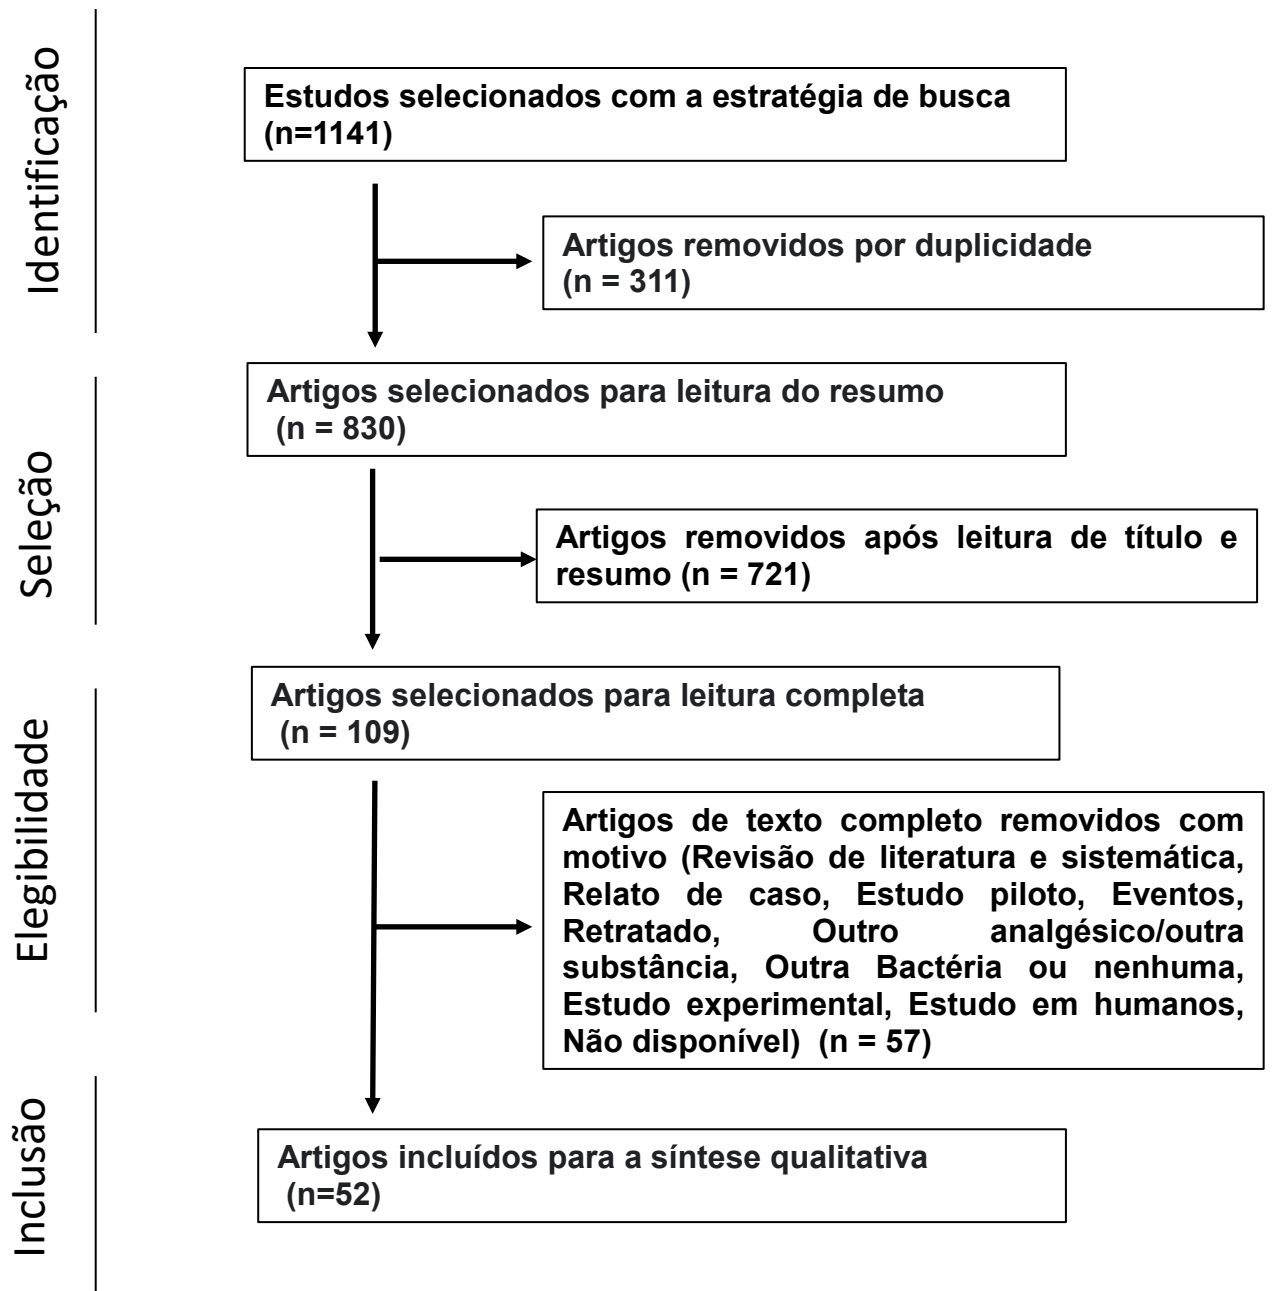 Identificação
Estudos selecionados com a estratégia de busca
(n=1141)
Artigos removidos por duplicidade
(n = 311)
Seleção
Artigos selecionados para leitura do resumo
(n = 830)
Artigos removidos após leitura de título e
resumo (n = 721)
Elegibilidade
Artigos selecionados para leitura completa
(n = 109)
Artigos de texto completo removidos com
motivo (Revisão de literatura e sistemática,
Relato de caso, Estudo piloto, Eventos,
Retratado, Outro analgésico/outra
substância, Outra Bactéria ou nenhuma,
Estudo experimental, Estudo em humanos,
Não disponível) (n = 57)
Inclusão
Artigos incluídos para a síntese qualitativa
(n=52)